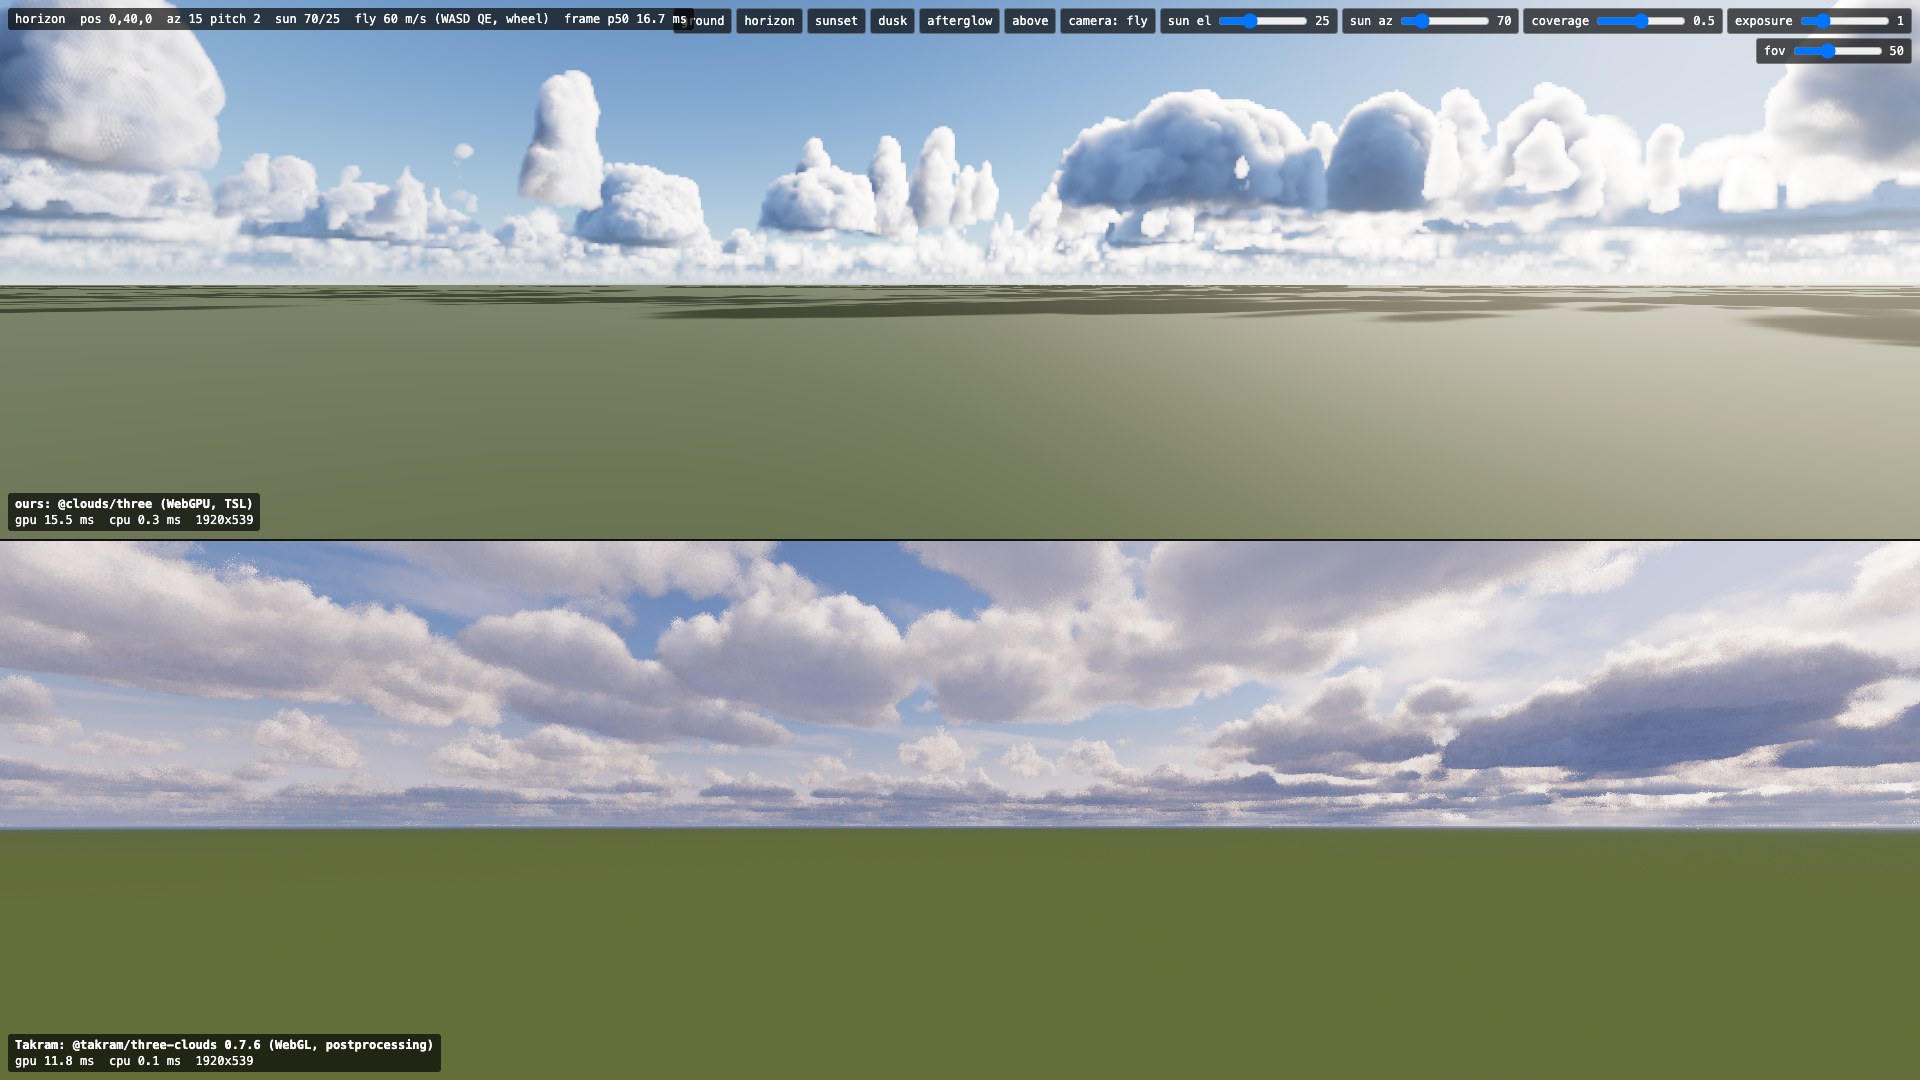 horizon pos 0,40,0 az 15 pitch 2 sun 70/25 fly 60 m/s (WASD QE, wheel) frame p50 16.7 ms
horizon
sunset
dusk
afterglow
above
camera: fly
sun el 25
sun az 70
coverage 0.5
exposure 1
fov 50
ours: @clouds/three (WebGPU, TSL)
gpu 15.5 ms cpu 0.3 ms 1920x539
Takram: @takram/three-clouds 0.7.6 (WebGL, postprocessing)
gpu 11.8 ms cpu 0.1 ms 1920x539